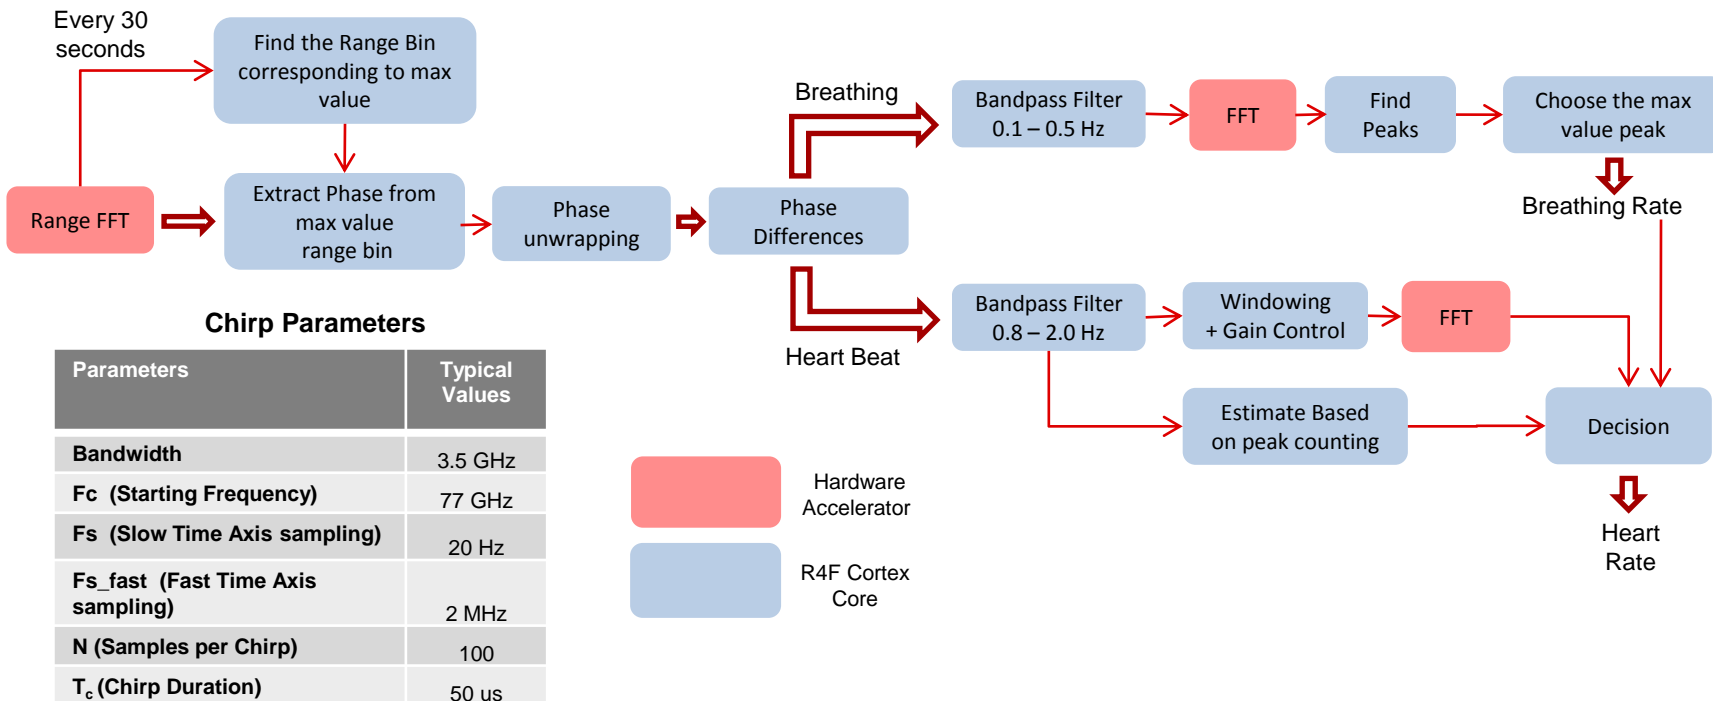 Every 30
seconds
Find the Range Bin
corresponding to max
value
Range FFT
Extract Phase from
max value
range bin
Phase
unwrapping
Phase
Differences
Breathing
Bandpass Filter
0.1 – 0.5 Hz
FFT
Find
Peaks
Choose the max
value peak
Breathing Rate
Heart Beat
Bandpass Filter
0.8 – 2.0 Hz
Windowing
+ Gain Control
FFT
Estimate Based
on peak counting
Decision
Heart
Rate
Chirp Parameters
Parameters
Typical
Values
Bandwidth
3.5 GHz
Fc (Starting Frequency)
77 GHz
Fs (Slow Time Axis sampling)
20 Hz
Fs_fast (Fast Time Axis
sampling)
2 MHz
N (Samples per Chirp)
100
Tc (Chirp Duration)
50 us
Hardware
Accelerator
R4F Cortex
Core